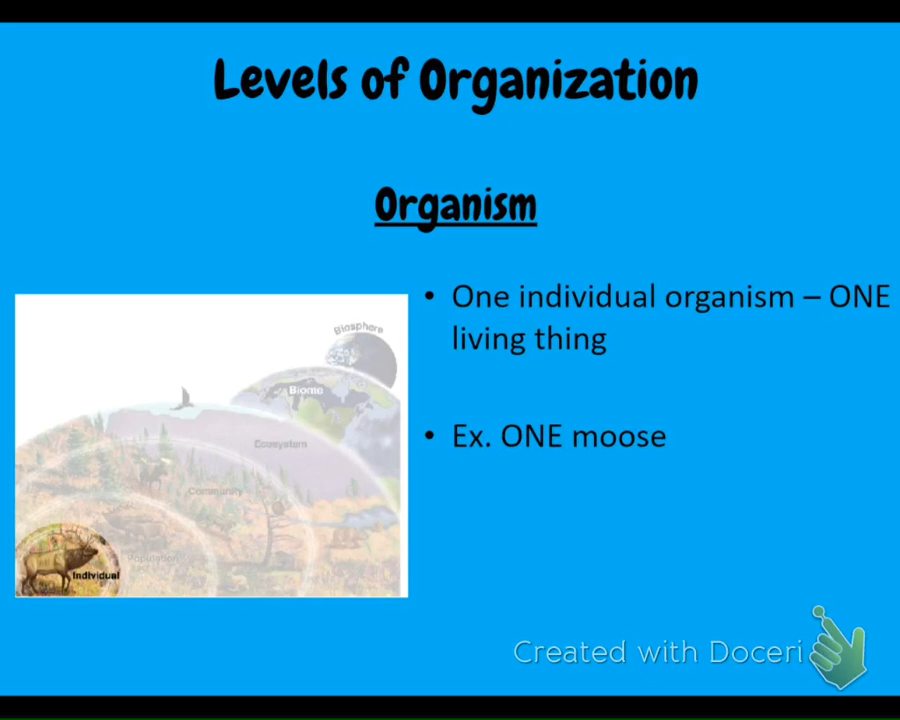 Levels of Organization
Organism
• One individual organism – ONE
living thing
• Ex. ONE moose
Biosphere
Biome
Ecosystem
Community
Population
Individual
Created with Doceri